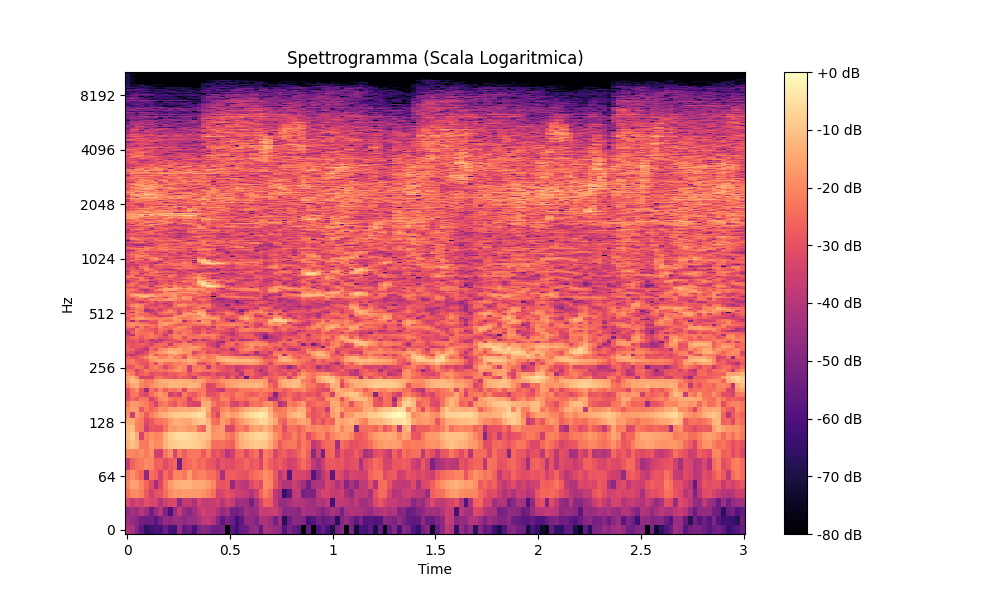 Spettrogramma (Scala Logaritmica)
Hz
8192
4096
2048
1024
512
256
128
64
0
0
0.5
1
1.5
2
2.5
3
Time
+0 dB
-10 dB
-20 dB
-30 dB
-40 dB
-50 dB
-60 dB
-70 dB
-80 dB